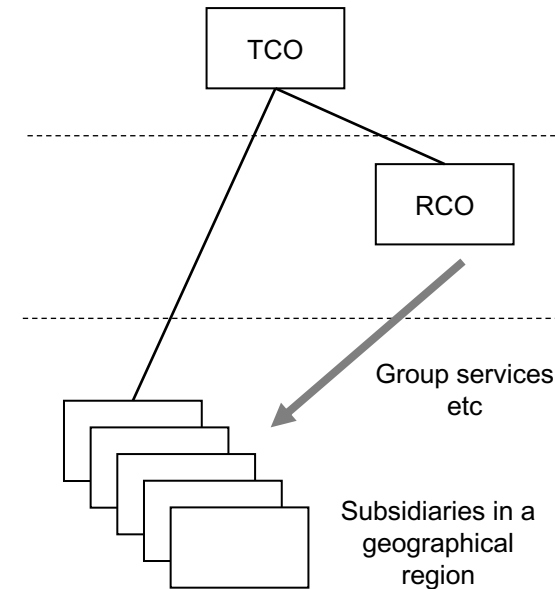 TCO
RCO
Group services
etc
Subsidiaries in a
geographical
region